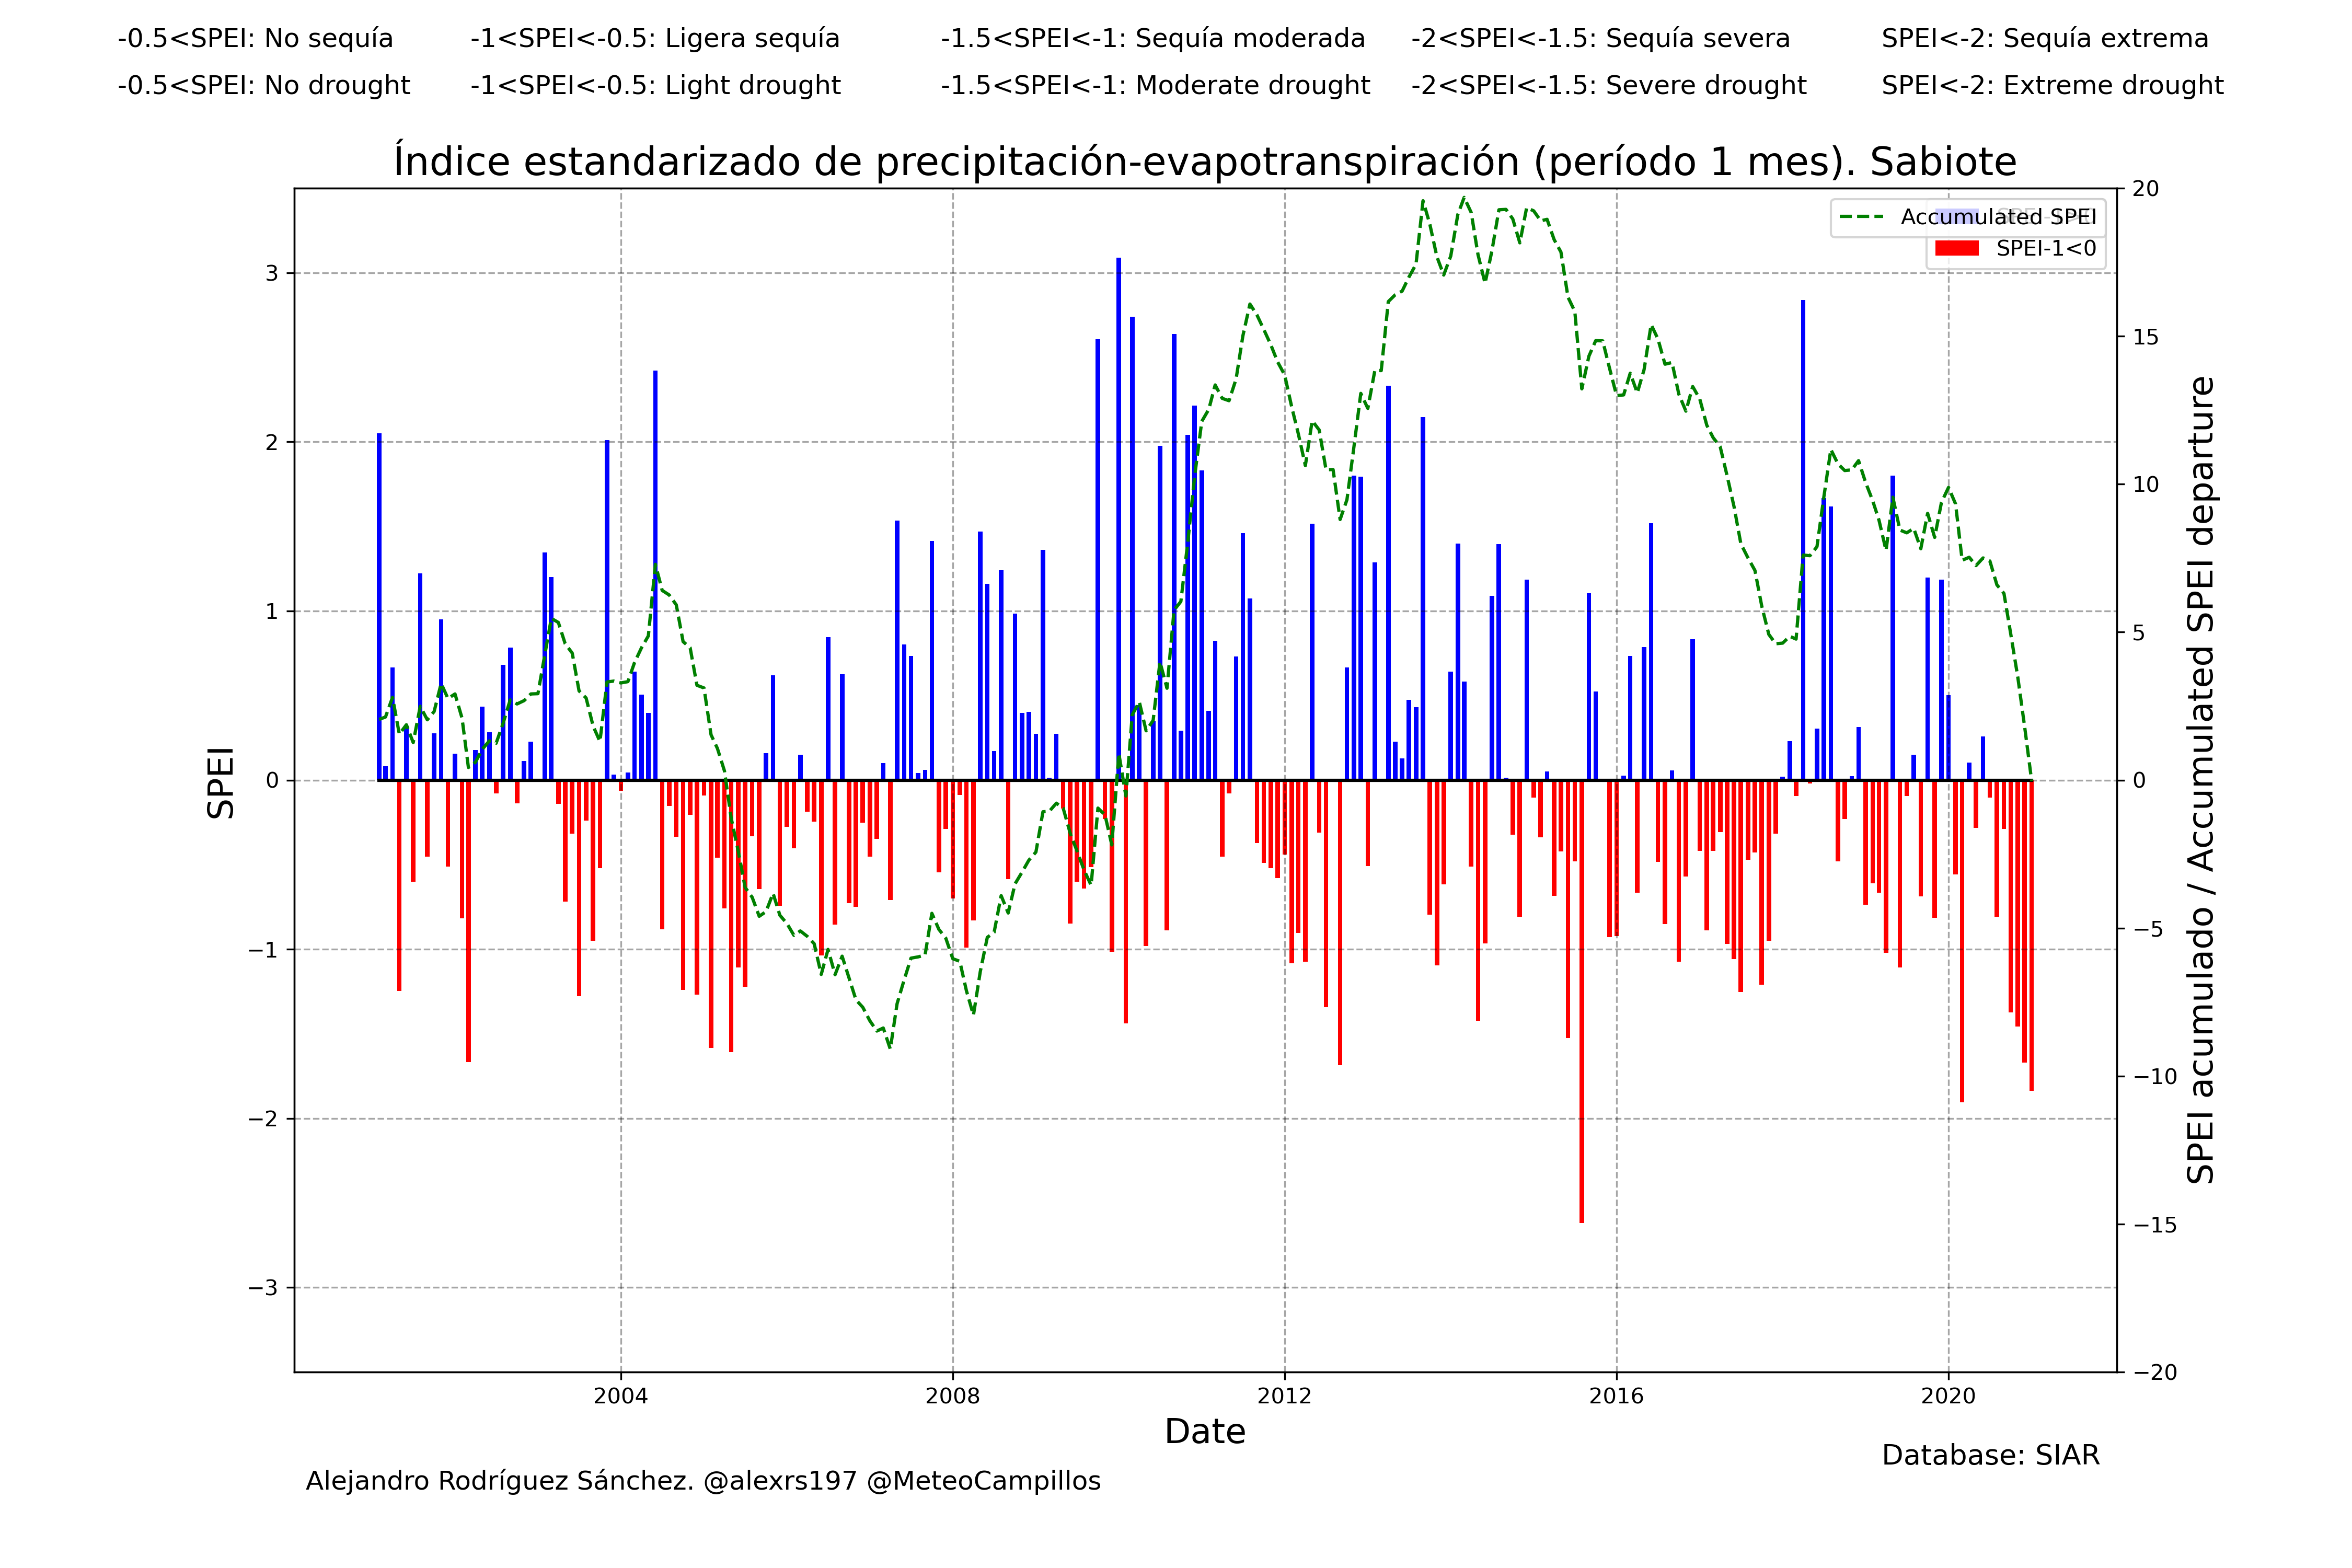 -0.5<SPEI: No sequía -1<SPEI<-0.5: Ligera sequía -1.5<SPEI<-1: Sequía moderada -2<SPEI<-1.5: Sequía severa SPEI<-2: Sequía extrema
-0.5<SPEI: No drought -1<SPEI<-0.5: Light drought -1.5<SPEI<-1: Moderate drought -2<SPEI<-1.5: Severe drought SPEI<-2: Extreme drought
Índice estandarizado de precipitación-evapotranspiración (período 1 mes). Sabiote
Accumulated SPEI
SPEI-1<0
SPEI
3
2
1
0
−1
−2
−3
20
15
10
5
0
−5
−10
−15
−20
SPEI acumulado / Accumulated SPEI departure
2004 2008 2012 2016 2020
Date
Database: SIAR
Alejandro Rodríguez Sánchez. @alexrs197 @MeteoCampillos